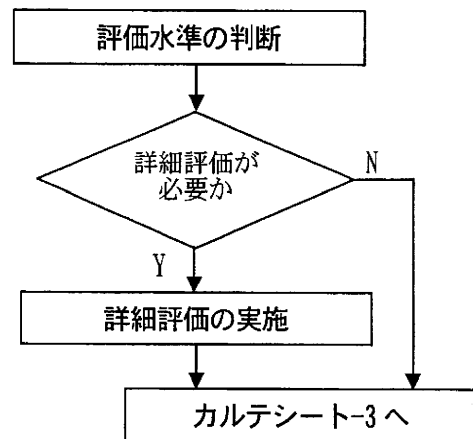 評価水準の判断
詳細評価が
必要か
N
Y
詳細評価の実施
カルテシート-3 へ